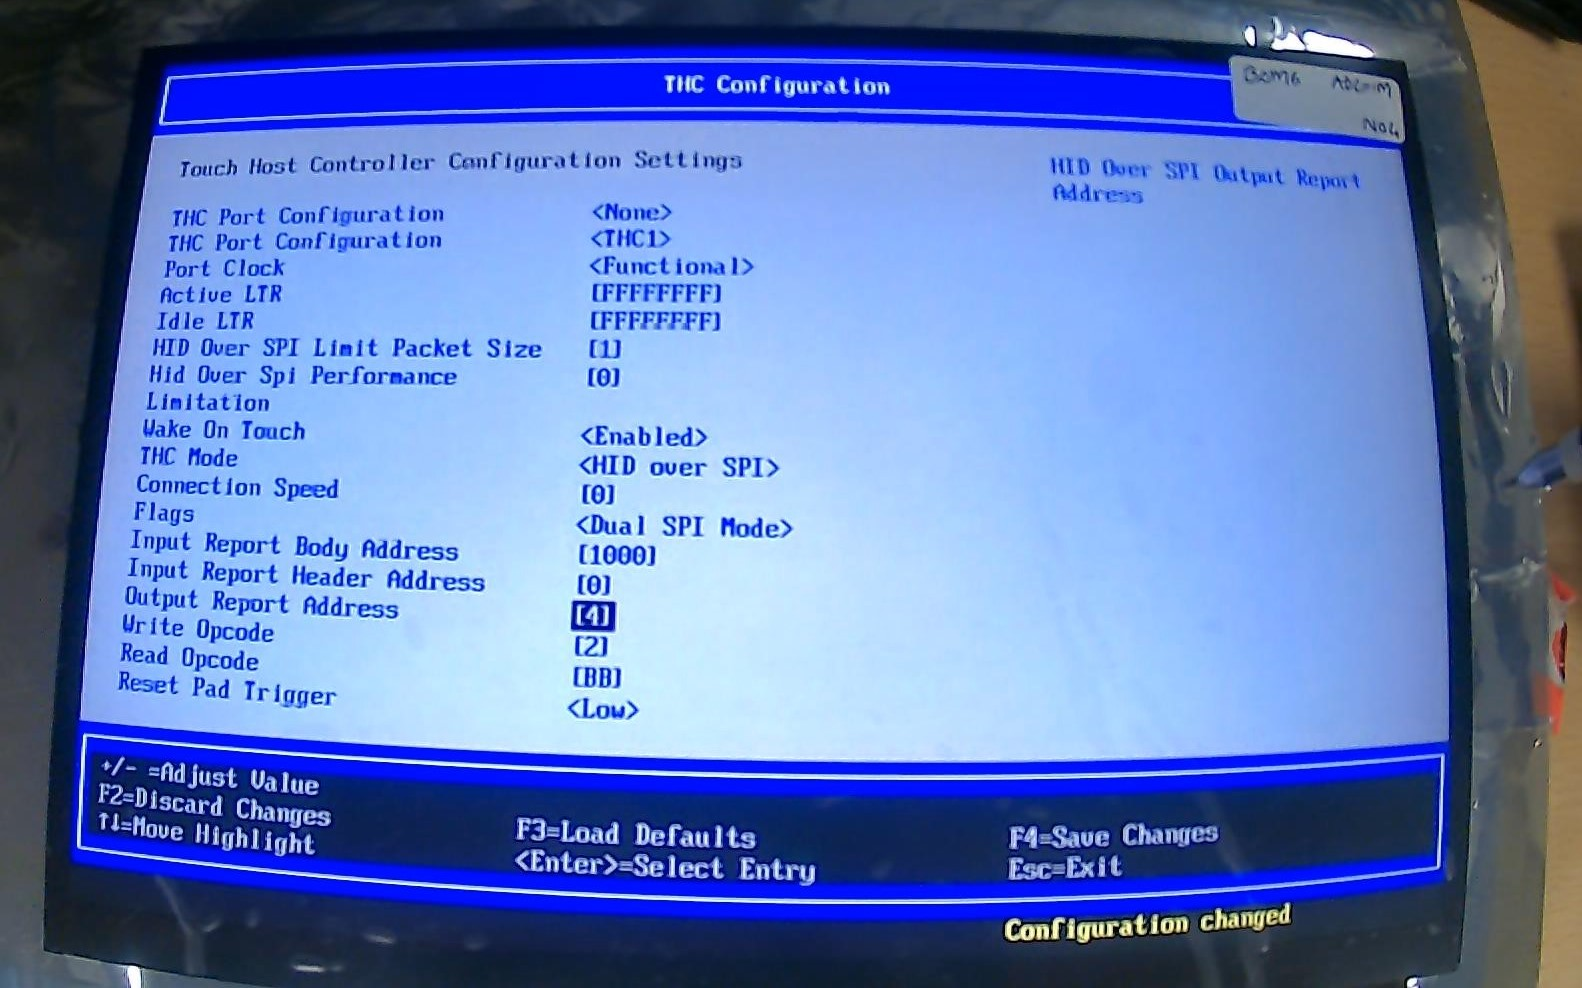 THC Configuration
BOM6
NO4
Touch Host Controller Configuration Settings
HID Over SPI Output Report
Address
THC Port Configuration <None>
THC Port Configuration <THC1>
Port Clock <Functional>
Active LTR [FFFFFFFF]
Idle LTR [FFFFFFFF]
HID Over SPI Limit Packet Size [1]
Hid Over Spi Performance [0]
Limitation
Wake On Touch <Enabled>
THC Mode <HID over SPI>
Connection Speed [0]
Flags <Dual SPI Mode>
Input Report Body Address [1000]
Input Report Header Address [0]
Output Report Address [4]
Write Opcode [2]
Read Opcode [BB]
Reset Pad Trigger <Low>
+/- =Adjust Value
F2=Discard Changes F3=Load Defaults F4=Save Changes
↑↓=Move Highlight <Enter>=Select Entry Esc=Exit
Configuration changed